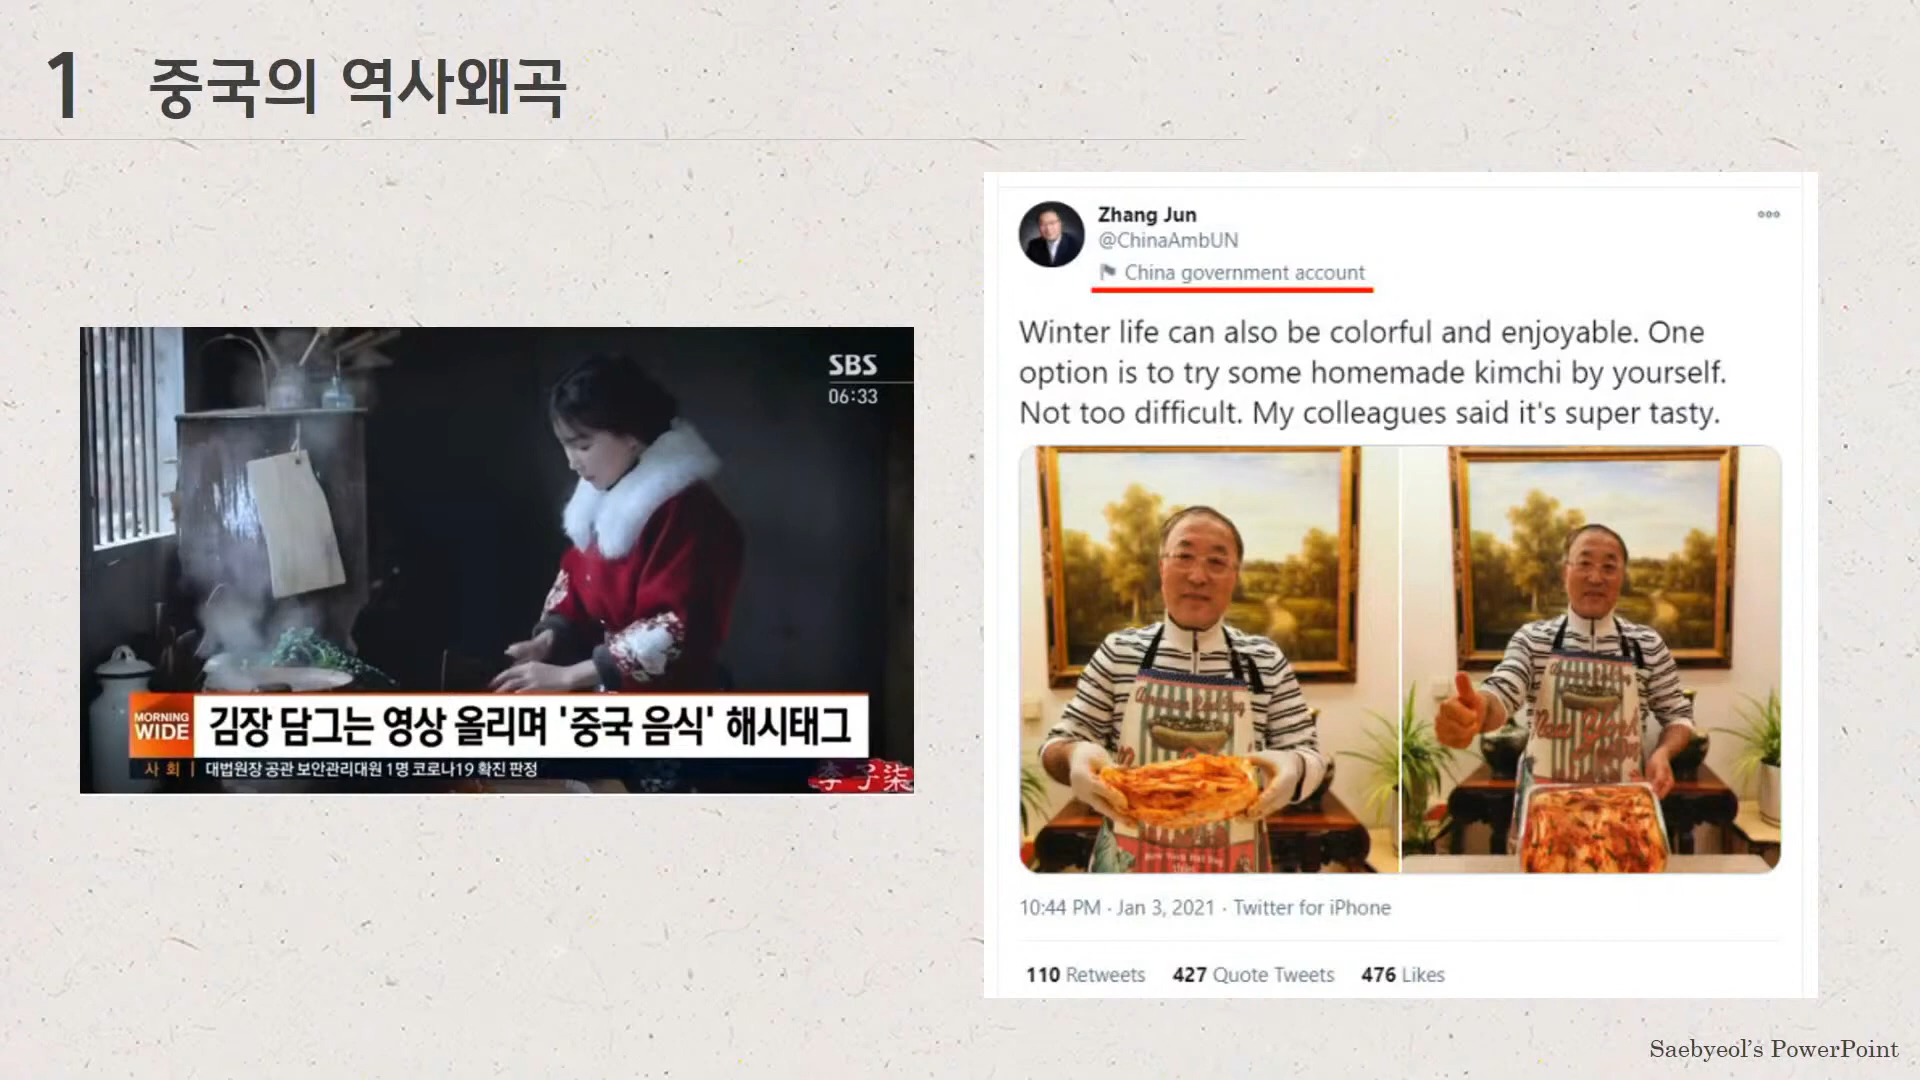 1 중국의 역사왜곡
SBS
06:33
MORNING
WIDE
김장 담그는 영상 올리며 '중국 음식' 해시태그
사 회 | 대법원장 공관 보안관리대원 1명 코로나19 확진 판정
李子柒
Zhang Jun
@ChinaAmbUN
China government account
Winter life can also be colorful and enjoyable. One
option is to try some homemade kimchi by yourself.
Not too difficult. My colleagues said it's super tasty.
New York
10:44 PM · Jan 3, 2021 · Twitter for iPhone
110 Retweets 427 Quote Tweets 476 Likes
Saebyeol's PowerPoint